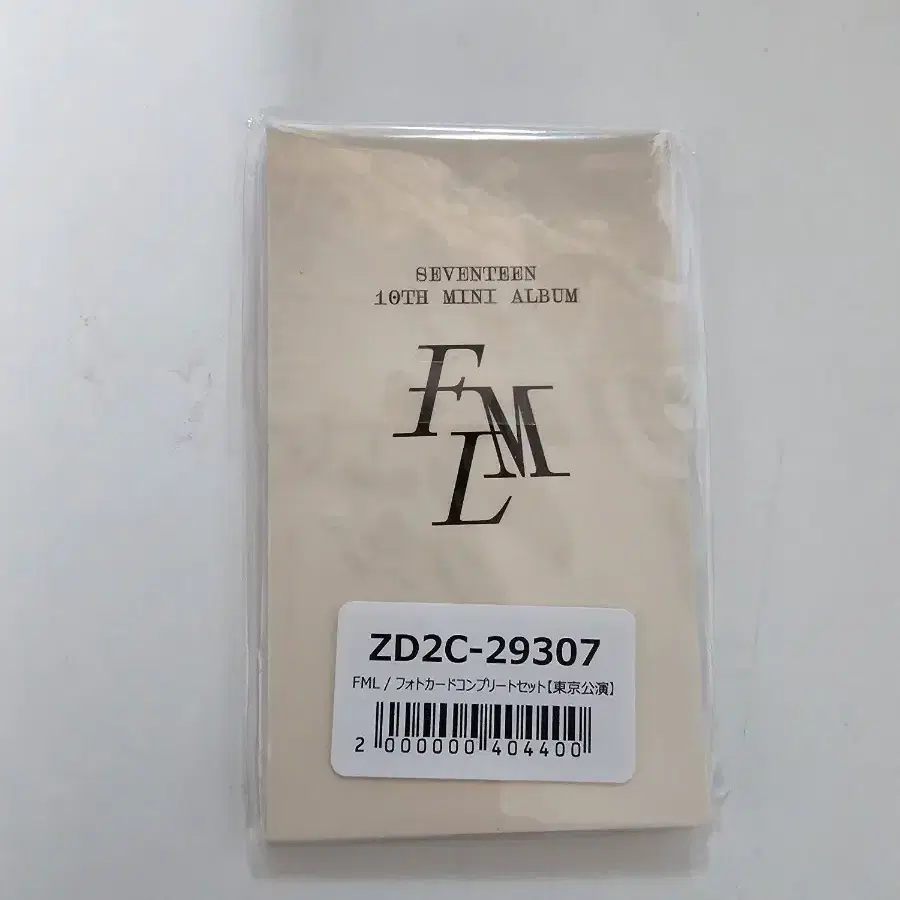 SEVENTEEN
10TH MINI ALBUM
FML
ZD2C-29307
FML / フォトカードコンプリートセット【東京公演】
2 000000 404400